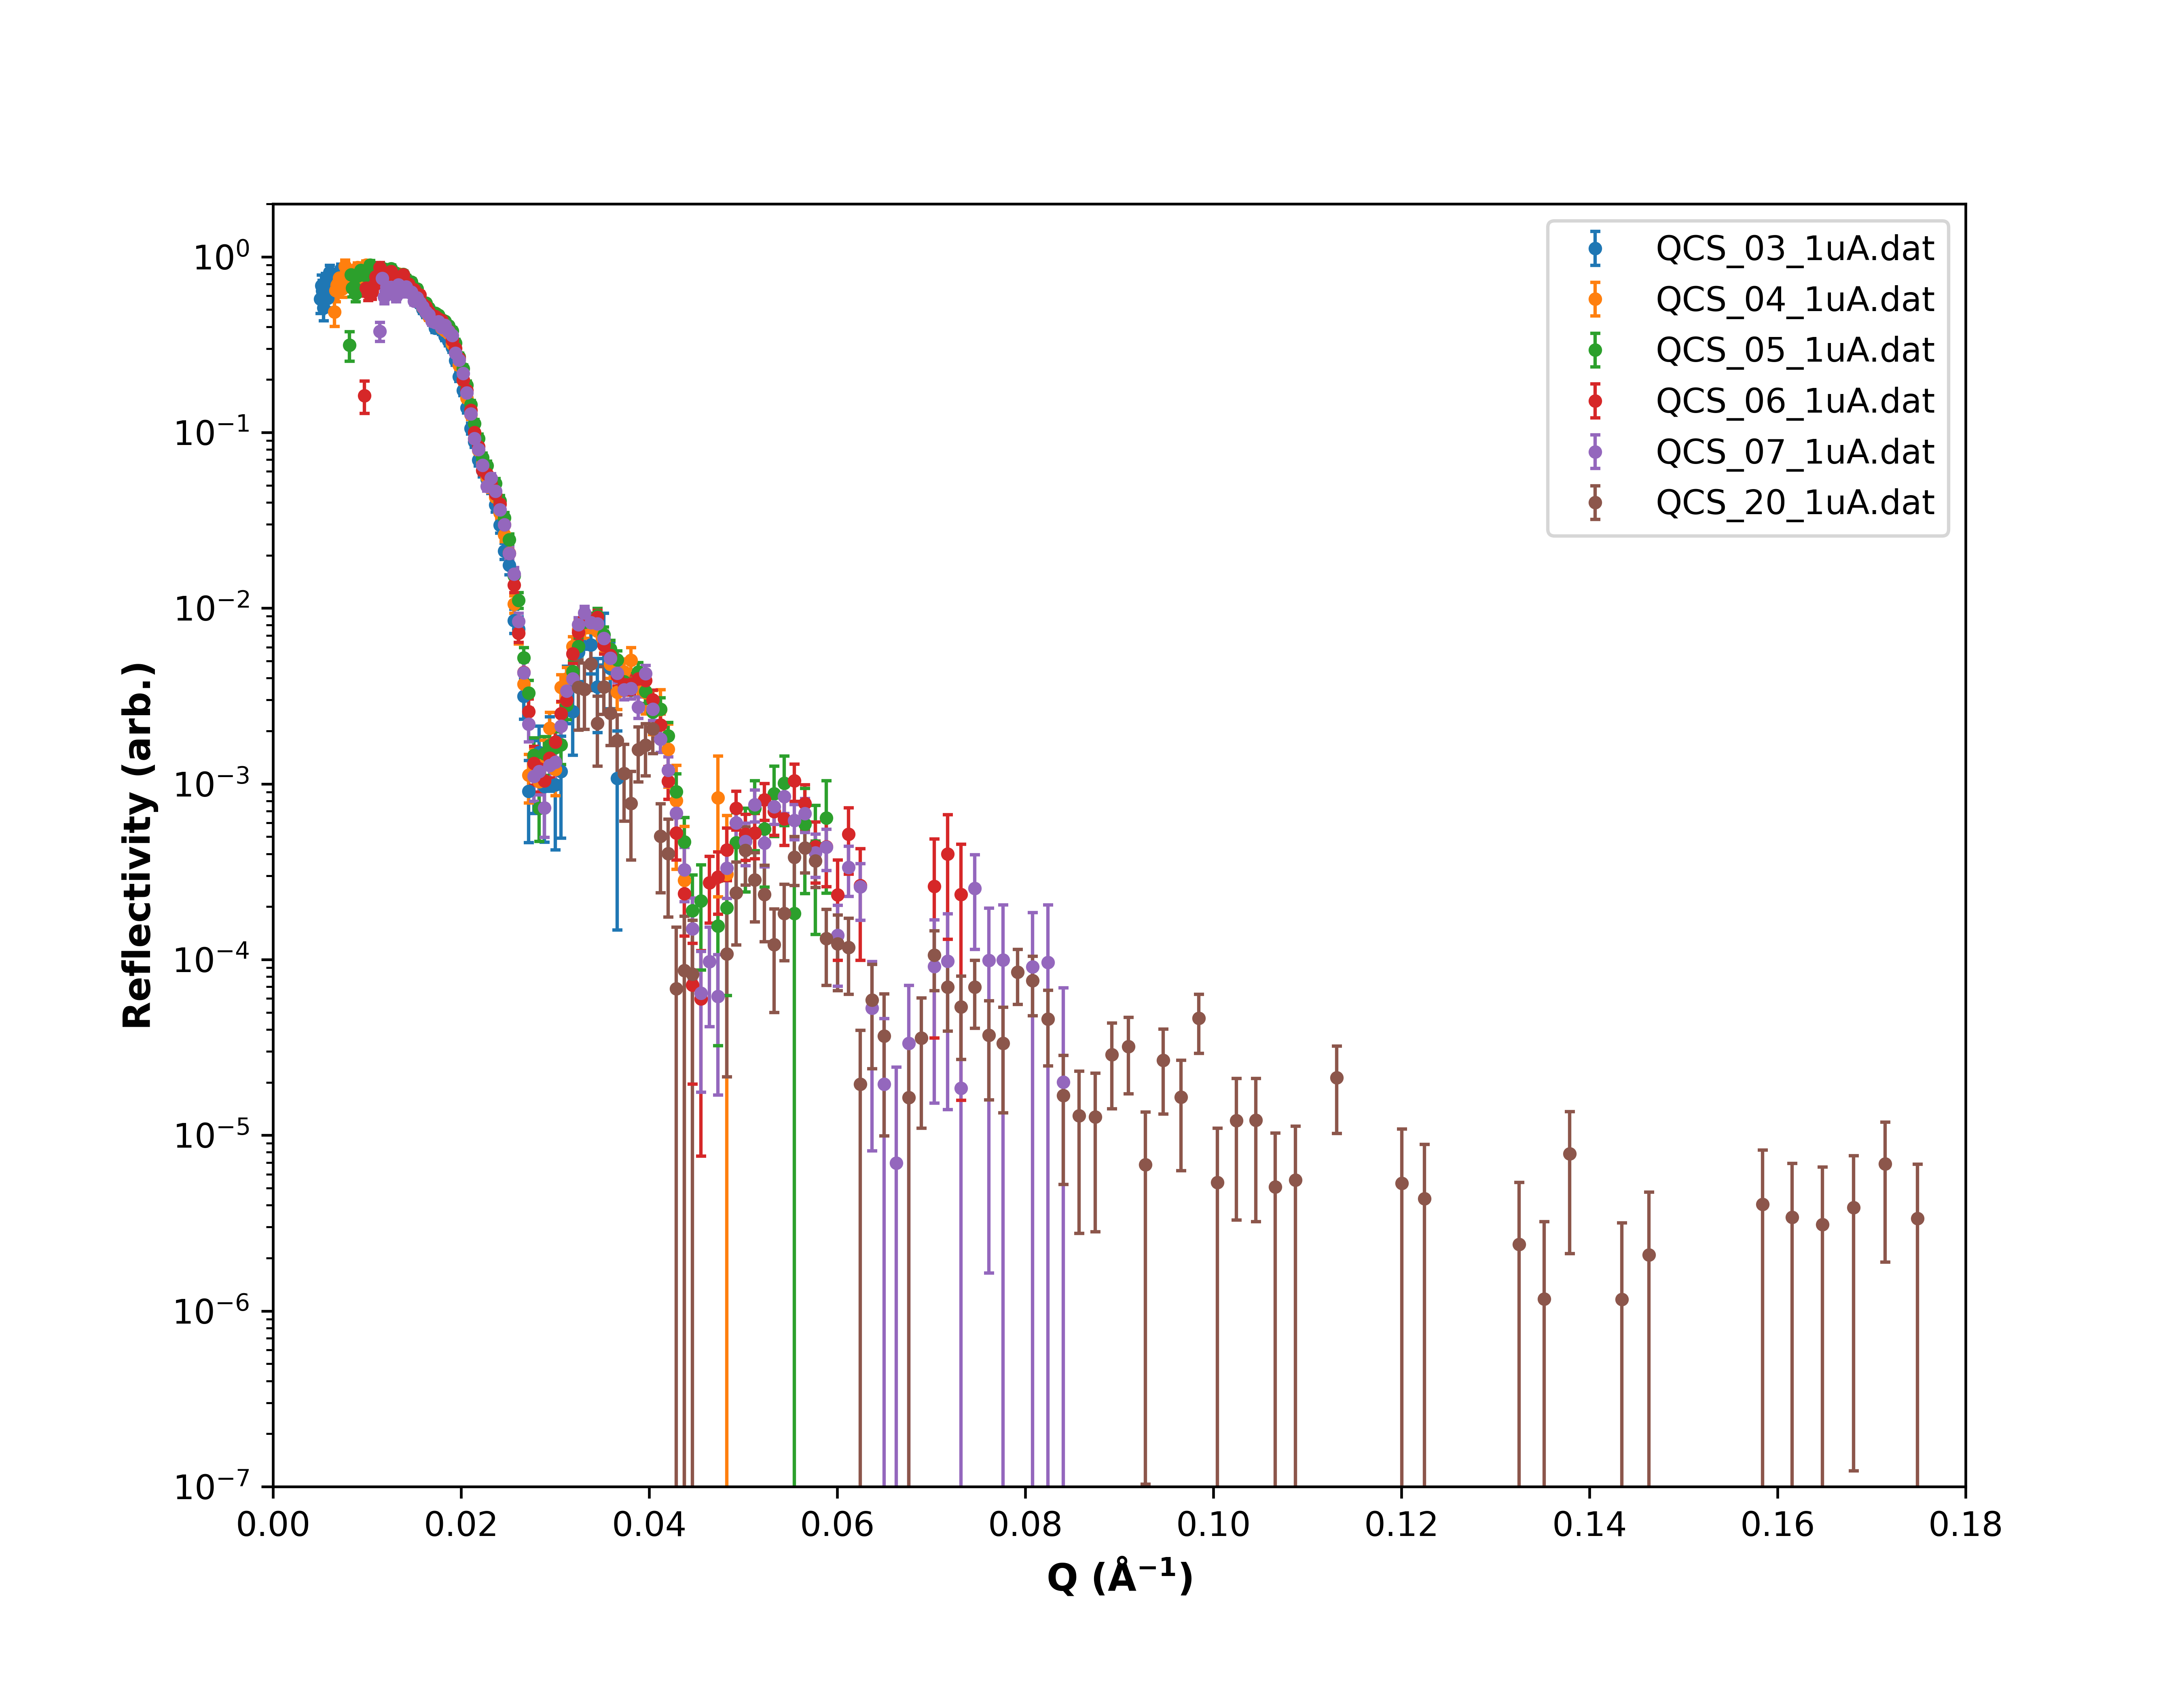 10⁰
10⁻¹
10⁻²
10⁻³
10⁻⁴
10⁻⁵
10⁻⁶
10⁻⁷
Reflectivity (arb.)
QCS_03_1uA.dat
QCS_04_1uA.dat
QCS_05_1uA.dat
QCS_06_1uA.dat
QCS_07_1uA.dat
QCS_20_1uA.dat
0.00 0.02 0.04 0.06 0.08 0.10 0.12 0.14 0.16 0.18
Q (Å⁻¹)